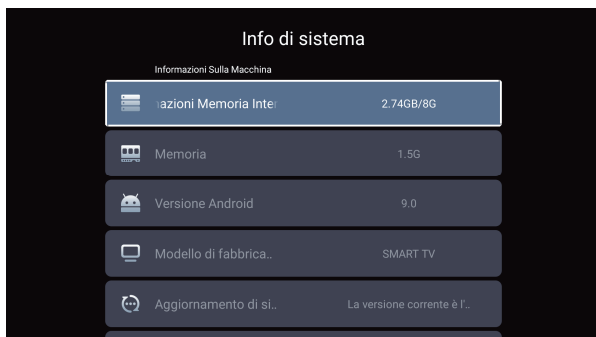 Info di sistema
Informazioni Sulla Macchina
azioni Memoria Inter 2.74GB/8G
Memoria 1.5G
Versione Android 9.0
Modello di fabbrica.. SMART TV
Aggiornamento di si.. La versione corrente è l'..